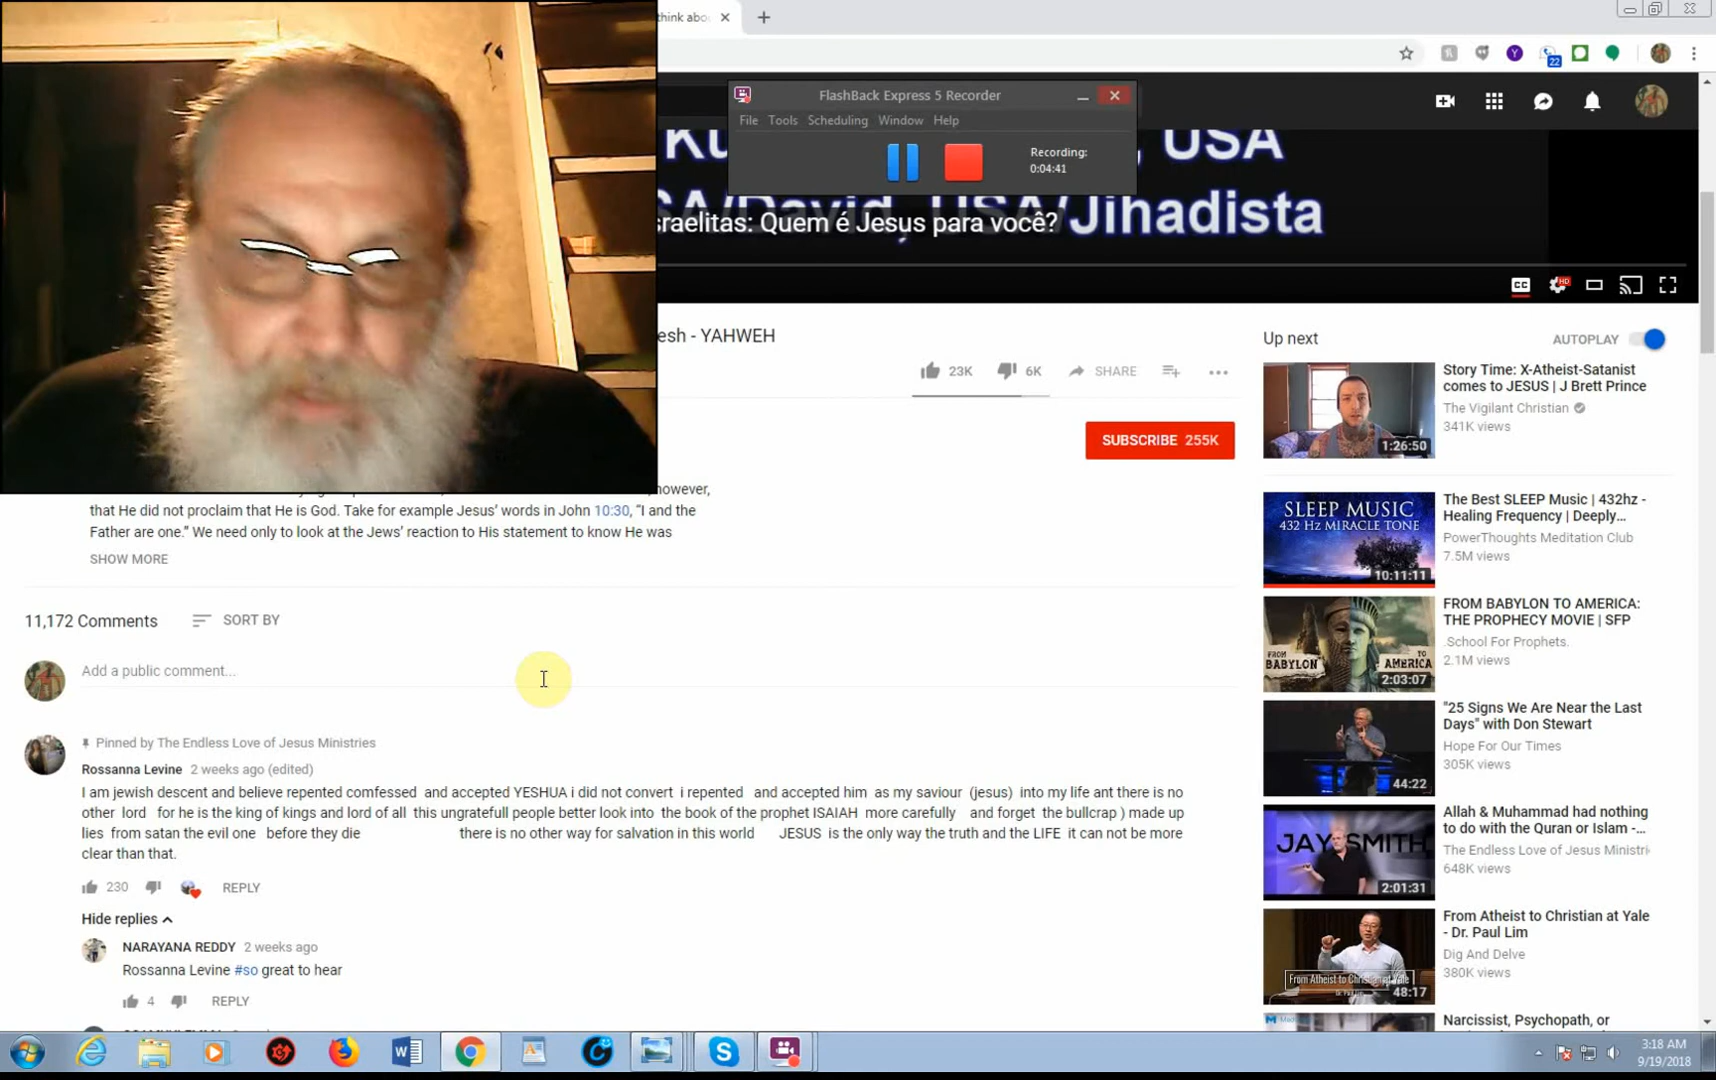 think abo
22
FlashBack Express 5 Recorder
File Tools Scheduling Window Help
Recording:
0:04:41
USA
SA/David, USA/Jihadista
sraelitas: Quem é Jesus para você?
CC
HD
esh - YAHWEH
23K 6K SHARE
SUBSCRIBE 255K
however,
that He did not proclaim that He is God. Take for example Jesus' words in John 10:30, “I and the
Father are one.” We need only to look at the Jews' reaction to His statement to know He was
SHOW MORE
11,172 Comments SORT BY
Add a public comment...
Pinned by The Endless Love of Jesus Ministries
Rossanna Levine 2 weeks ago (edited)
I am jewish descent and believe repented comfessed and accepted YESHUA i did not convert i repented and accepted him as my saviour (jesus) into my life ant there is no
other lord for he is the king of kings and lord of all this ungratefull people better look into the book of the prophet ISAIAH more carefully and forget the bullcrap ) made up
lies from satan the evil one before they die there is no other way for salvation in this world JESUS is the only way the truth and the LIFE it can not be more
clear than that.
230 REPLY
Hide replies
NARAYANA REDDY 2 weeks ago
Rossanna Levine #so great to hear
4 REPLY
Up next AUTOPLAY
Story Time: X-Atheist-Satanist
comes to JESUS | J Brett Prince
The Vigilant Christian
341K views
1:26:50
SLEEP MUSIC
432 Hz MIRACLE TONE
10:11:11
The Best SLEEP Music | 432hz -
Healing Frequency | Deeply...
PowerThoughts Meditation Club
7.5M views
FROM BABYLON TO AMERICA
2:03:07
FROM BABYLON TO AMERICA:
THE PROPHECY MOVIE | SFP
.School For Prophets.
2.1M views
44:22
"25 Signs We Are Near the Last
Days" with Don Stewart
Hope For Our Times
305K views
JAY SMITH
2:01:31
Allah & Muhammad had nothing
to do with the Quran or Islam -...
The Endless Love of Jesus Ministri
648K views
From Atheist to Christian at Yale
Dr. Paul Lim
48:17
From Atheist to Christian at Yale
- Dr. Paul Lim
Dig And Delve
380K views
Narcissist, Psychopath, or
3:18 AM
9/19/2018